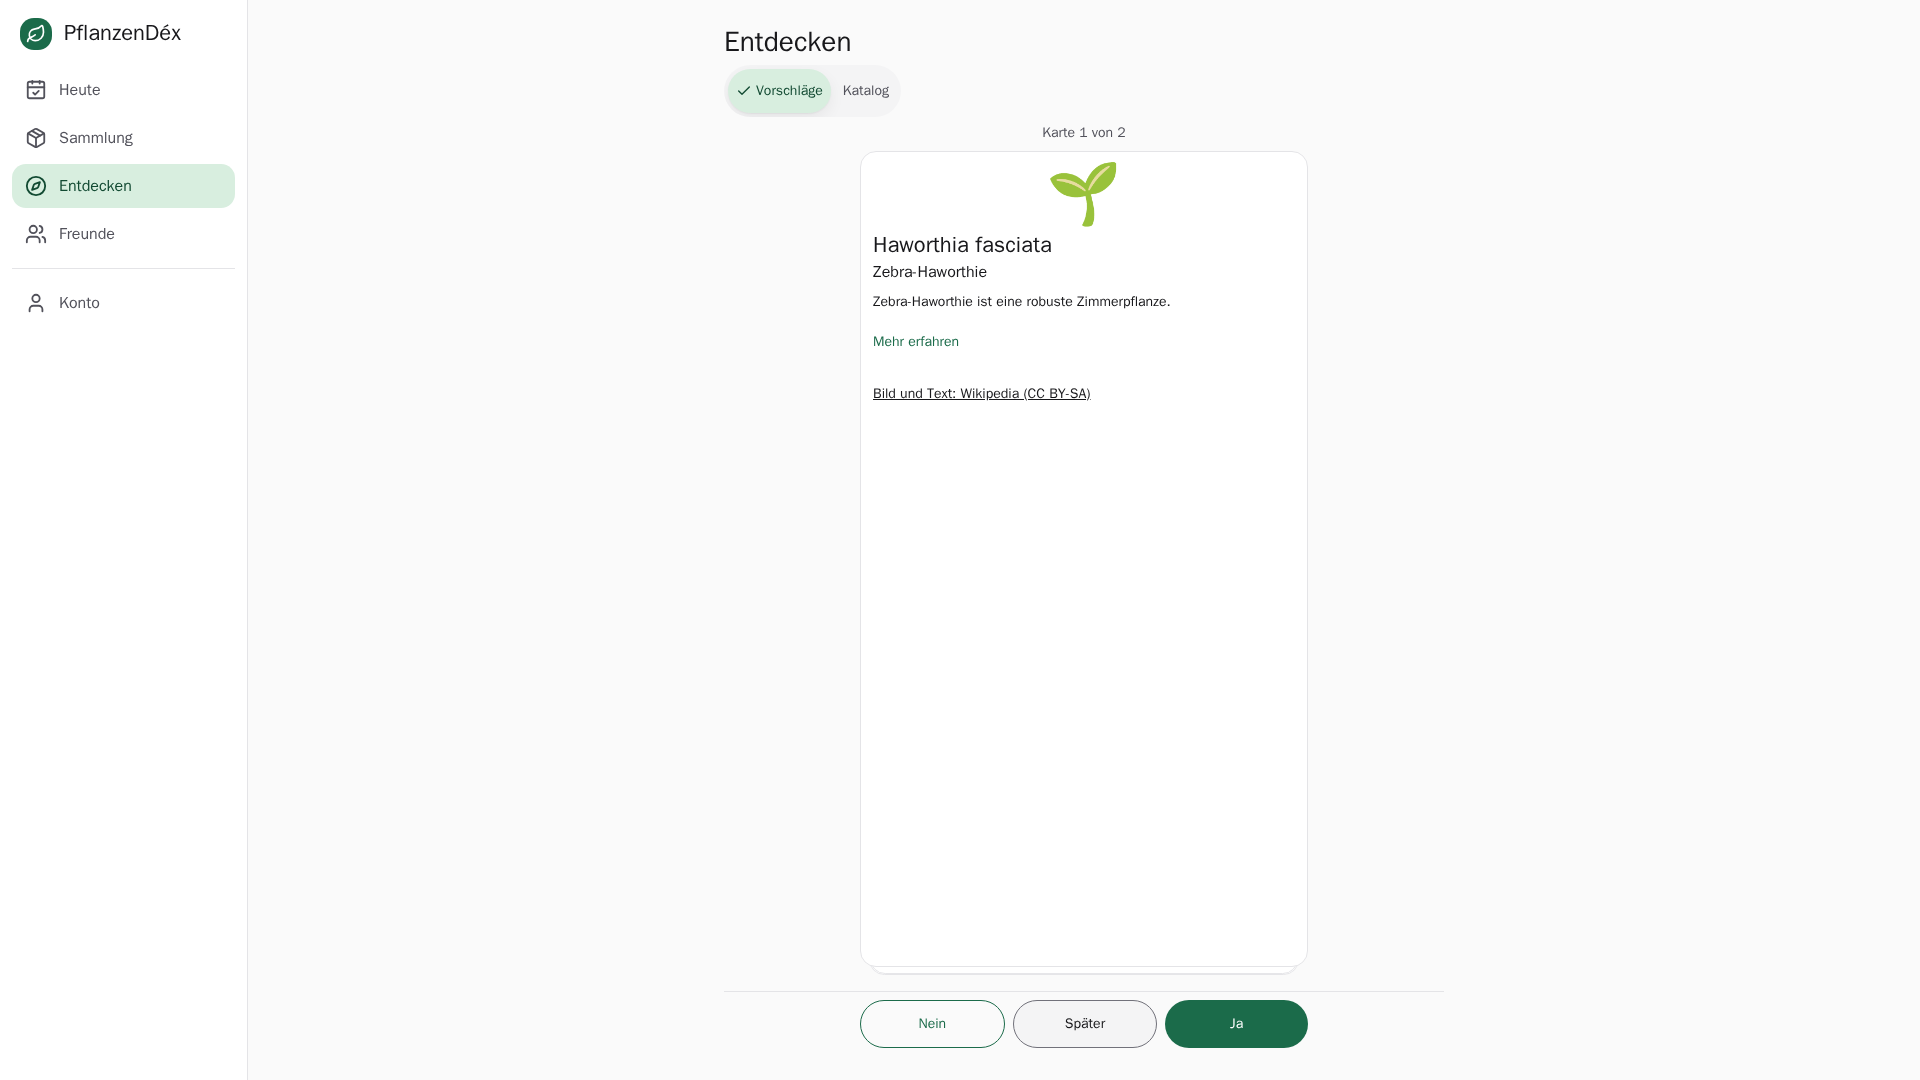 PflanzenDéx
Heute
Sammlung
Entdecken
Freunde
Konto
Entdecken
Vorschläge
Katalog
Karte 1 von 2
Haworthia fasciata
Zebra-Haworthie
Zebra-Haworthie ist eine robuste Zimmerpflanze.
Mehr erfahren
Bild und Text: Wikipedia (CC BY-SA)
Nein
Später
Ja